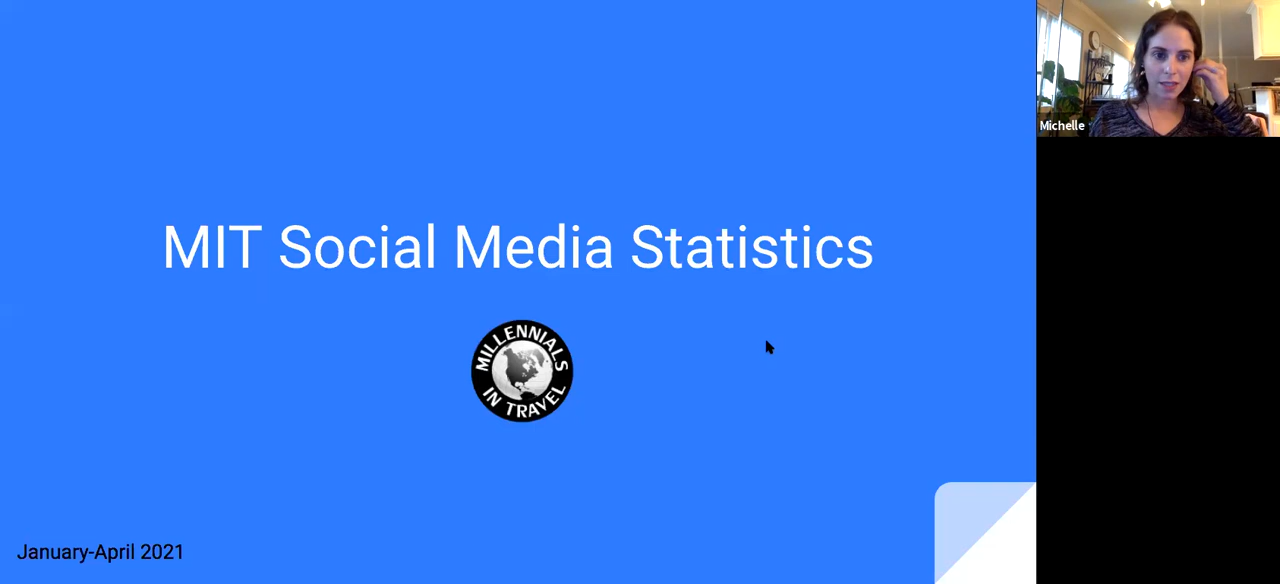 MIT Social Media Statistics
MILLENNIALS
IN TRAVEL
January-April 2021
Michelle